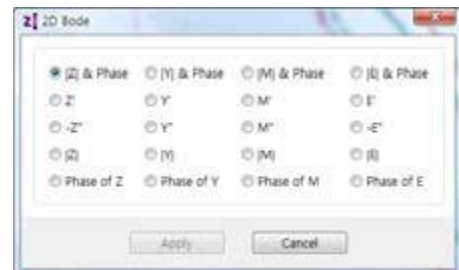 Z 2D Bode
|Z| & Phase |Y| & Phase |M| & Phase |E| & Phase
Z' Y' M' E'
-Z" Y" M" -E"
|Z| |Y| |M| |E|
Phase of Z Phase of Y Phase of M Phase of E
Apply Cancel